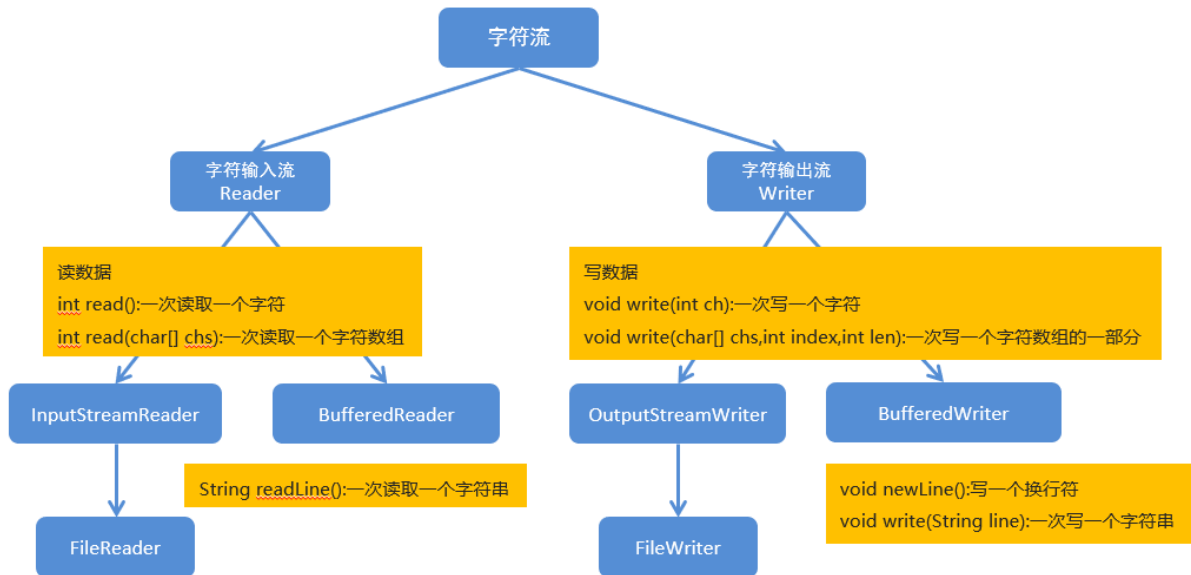 字符流
字符输入流
Reader
字符输出流
Writer
读数据
int read():一次读取一个字符
int read(char[] chs):一次读取一个字符数组
写数据
void write(int ch):一次写一个字符
void write(char[] chs,int index,int len):一次写一个字符数组的一部分
InputStreamReader
BufferedReader
OutputStreamWriter
BufferedWriter
String readLine():一次读取一个字符串
void newLine():写一个换行符
void write(String line):一次写一个字符串
FileReader
FileWriter